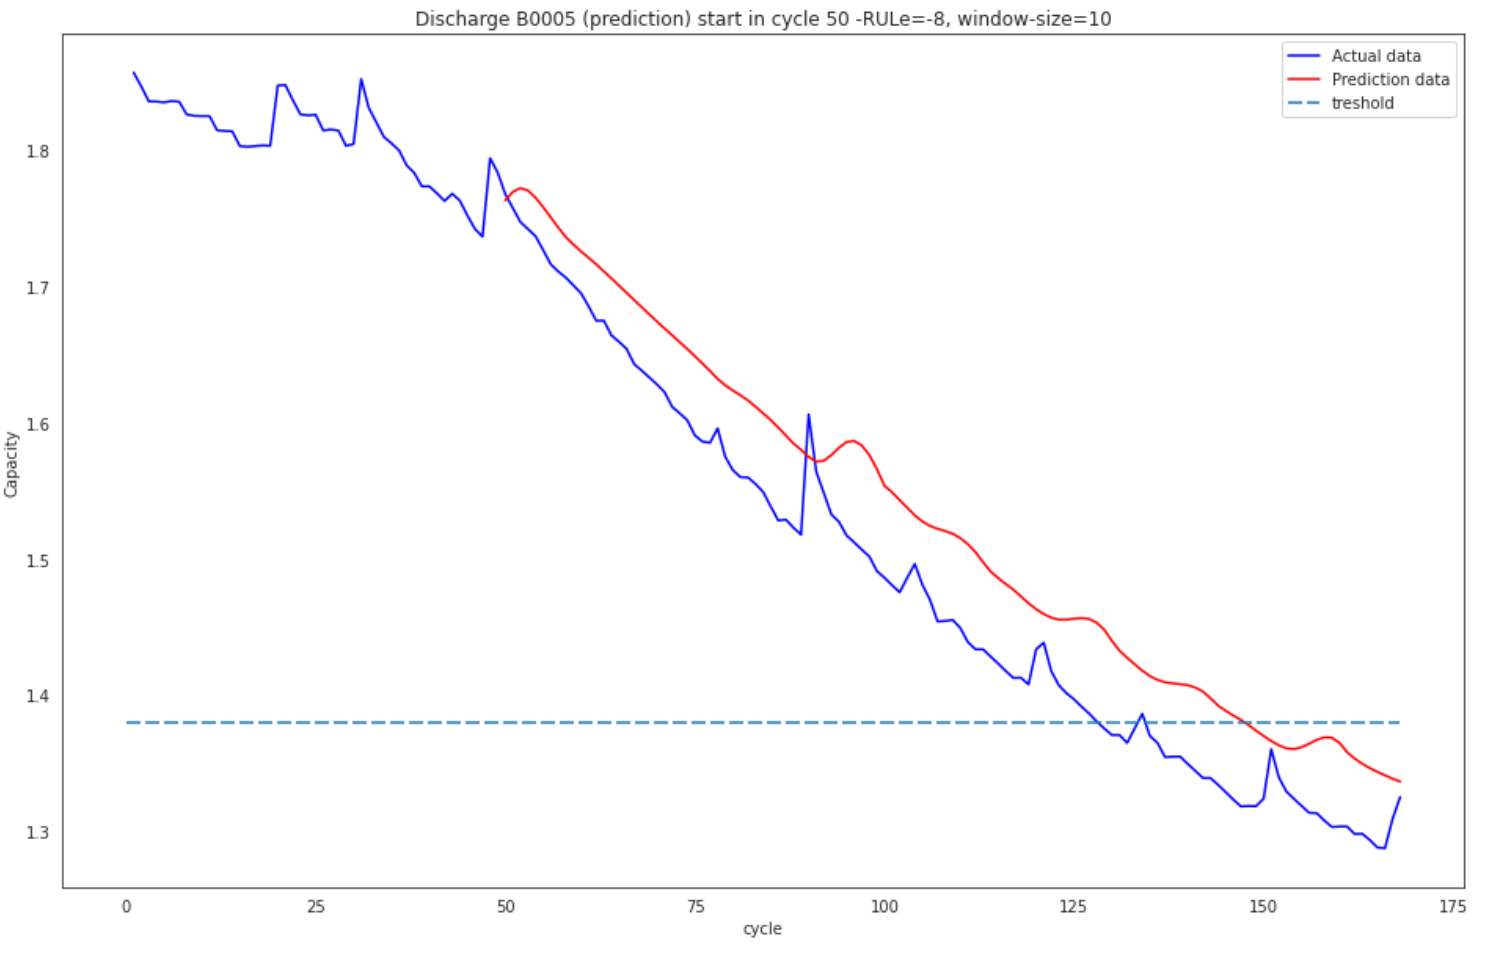 Discharge B0005 (prediction) start in cycle 50 -RULe=-8, window-size=10
Actual data
Prediction data
treshold
1.8
1.7
1.6
1.5
1.4
1.3
Capacity
0 25 50 75 100 125 150 175
cycle